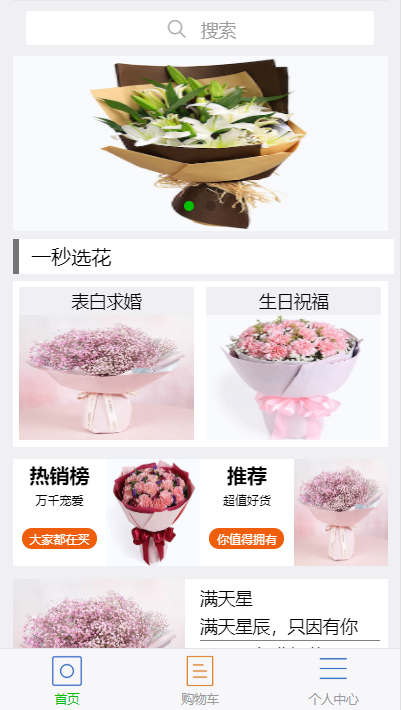 搜索
一秒选花
表白求婚
生日祝福
热销榜
万千宠爱
大家都在买
推荐
超值好货
你值得拥有
满天星
满天星辰，只因有你
首页
购物车
个人中心